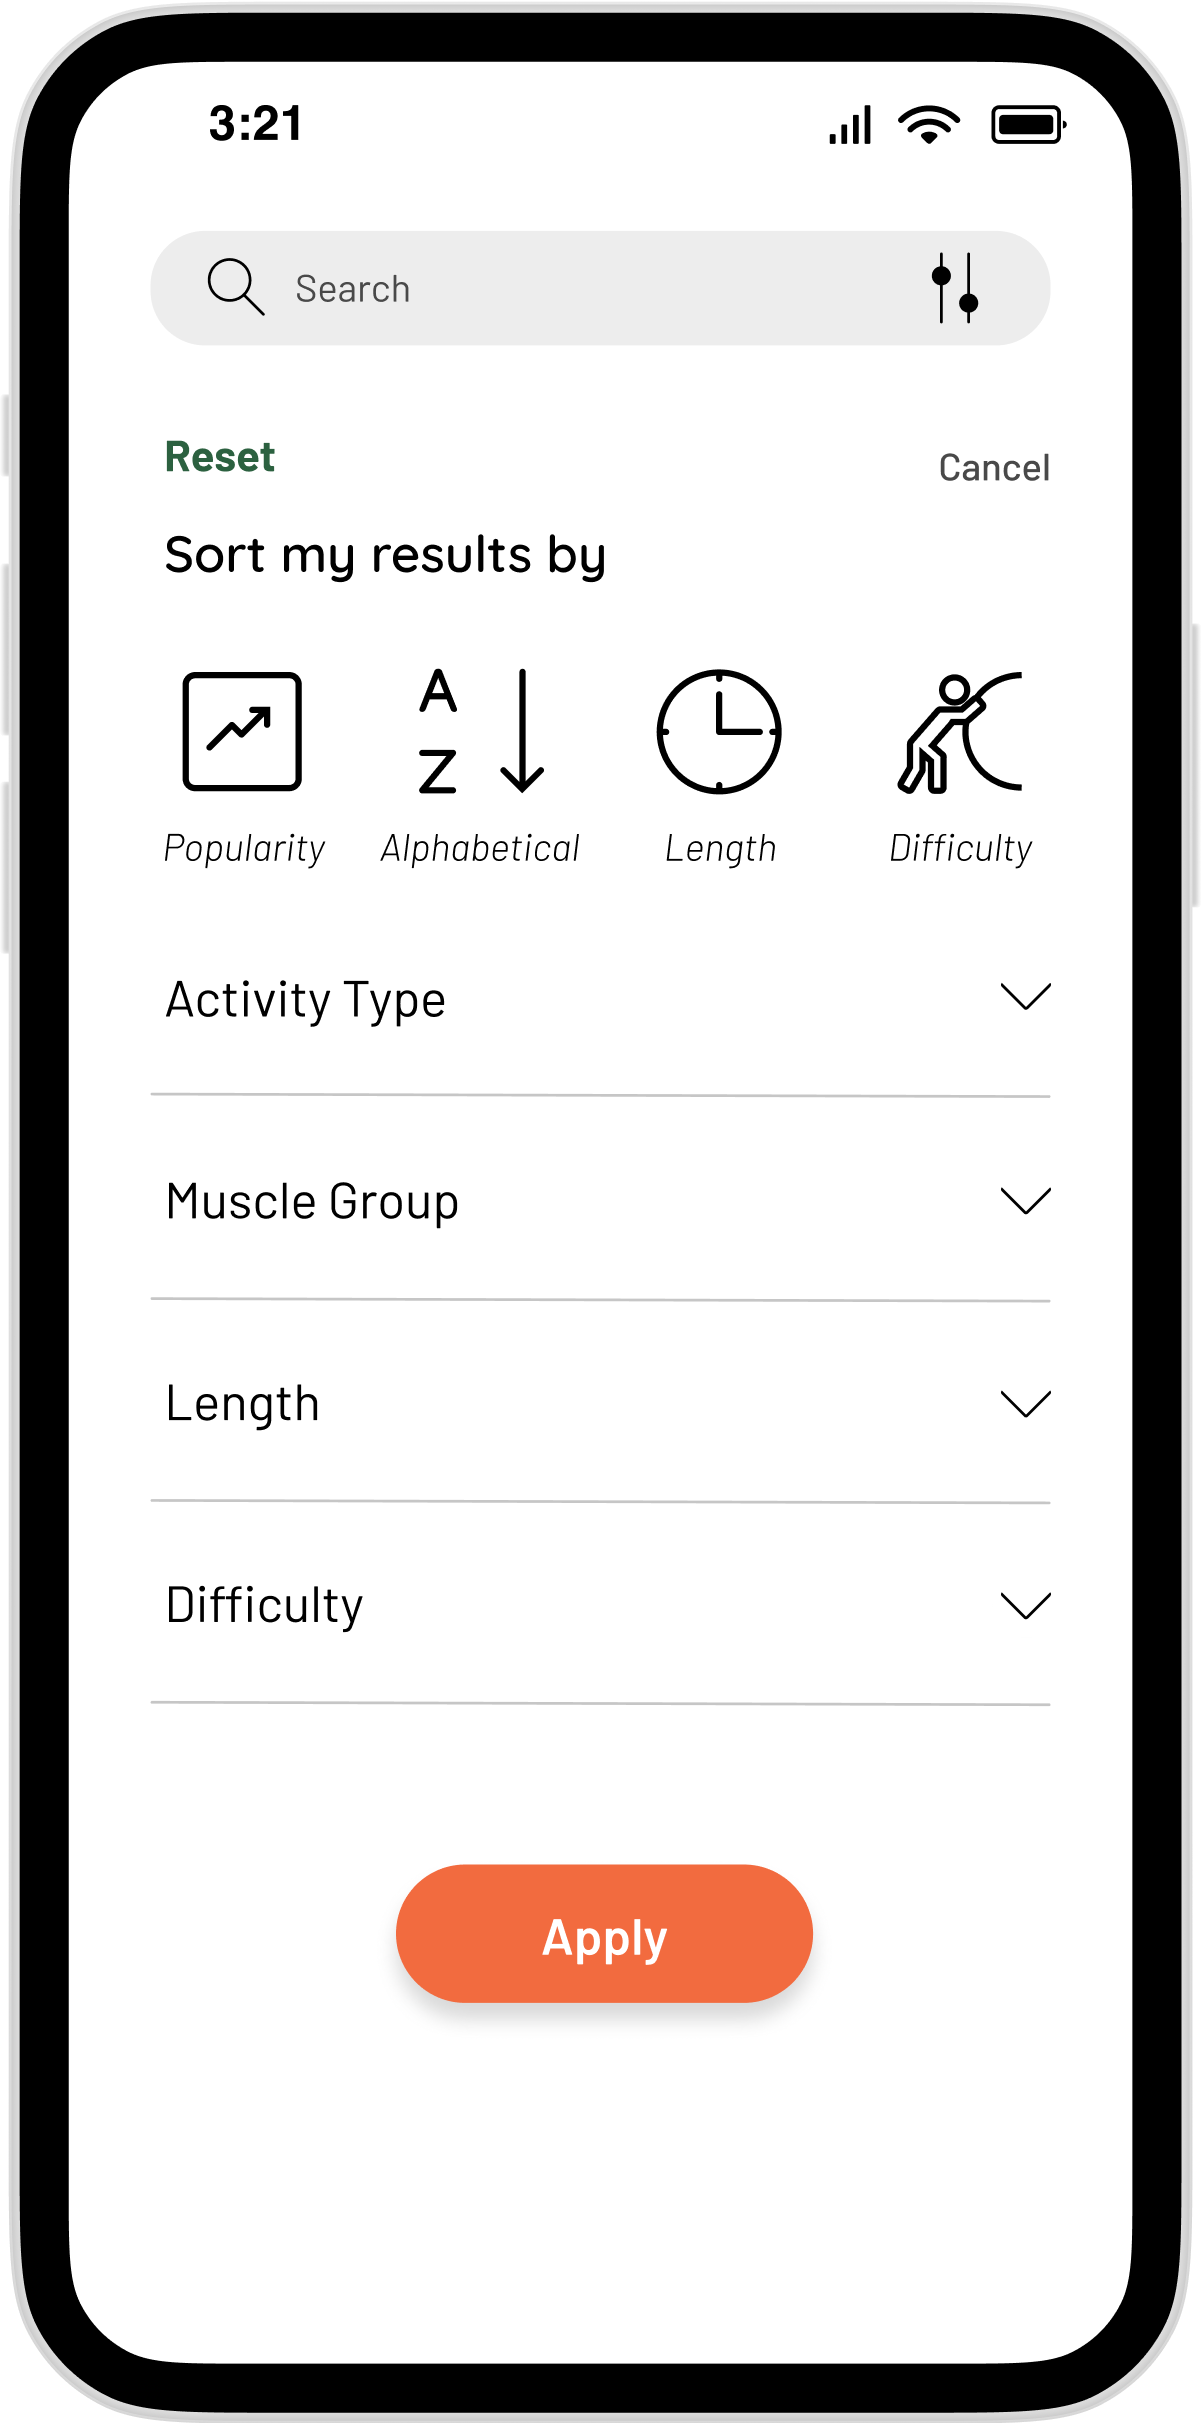 3:21
Search
Reset
Cancel
Sort my results by
A
Z
Popularity
Alphabetical
Length
Difficulty
Activity Type
Muscle Group
Length
Difficulty
Apply